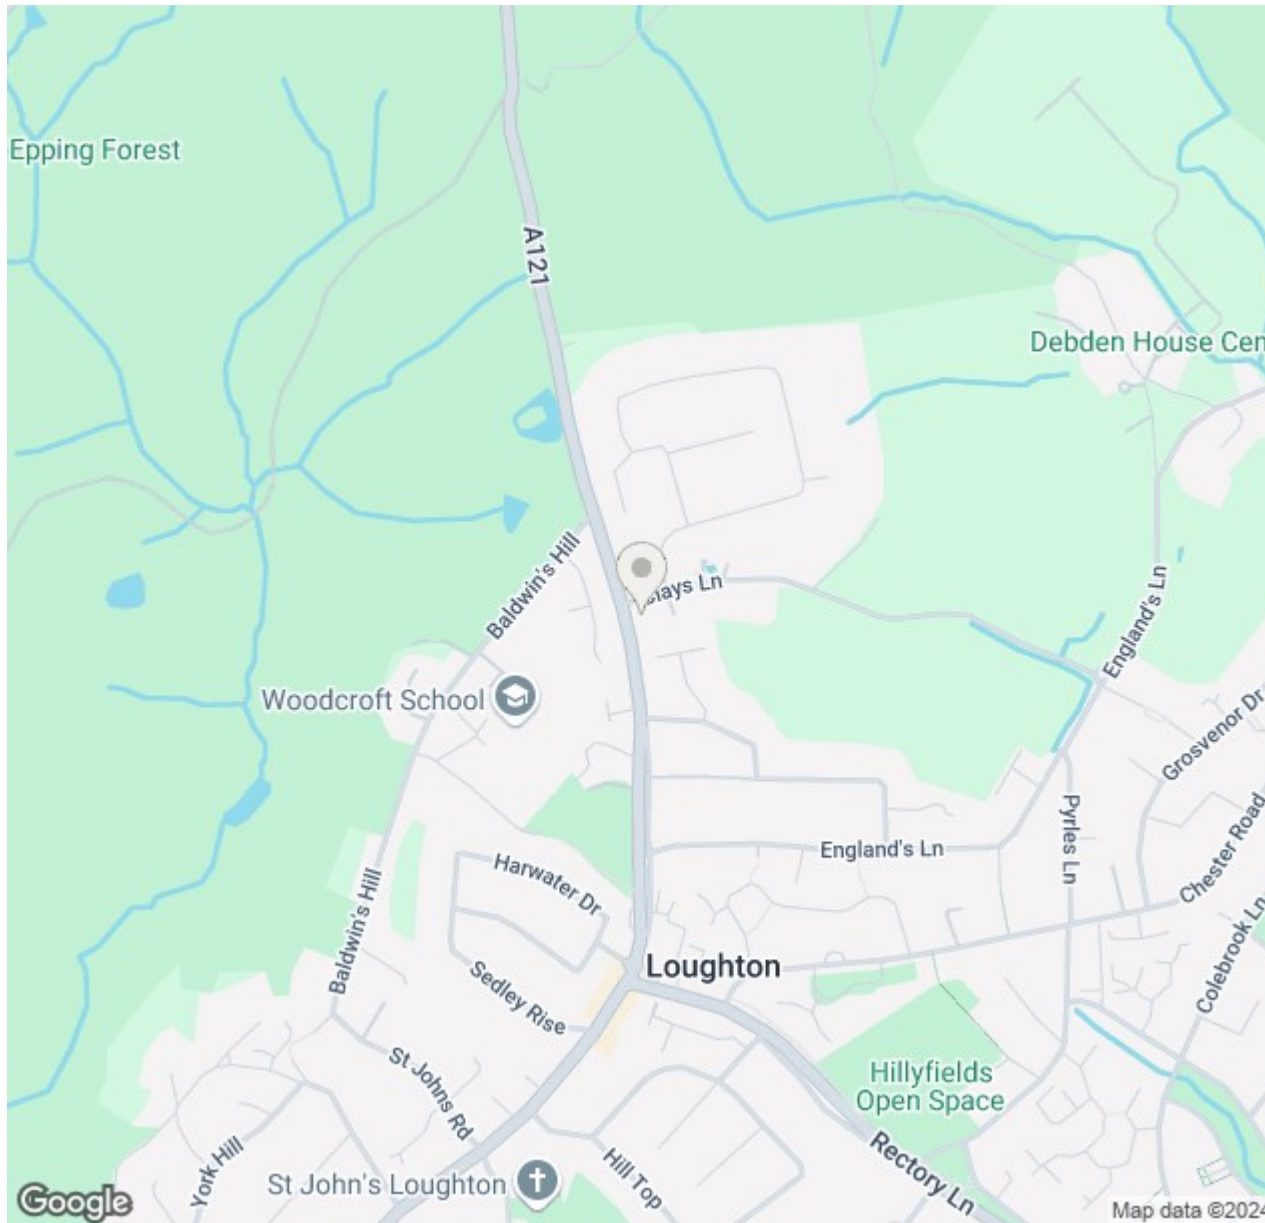 Epping Forest
A121
Debden House Cen
Baldwin's Hill
Clays Ln
England's Ln
Woodcroft School
Grosvenor Dr
Pyrles Ln
Chester Road
England's Ln
Harwater Dr
Baldwin's Hill
Colebrook Ln
Loughton
Sedley Rise
Hillyfields
Open Space
St Johns Rd
York Hill
St John's Loughton
Hill Top
Rectory Ln
Google
Map data ©2024